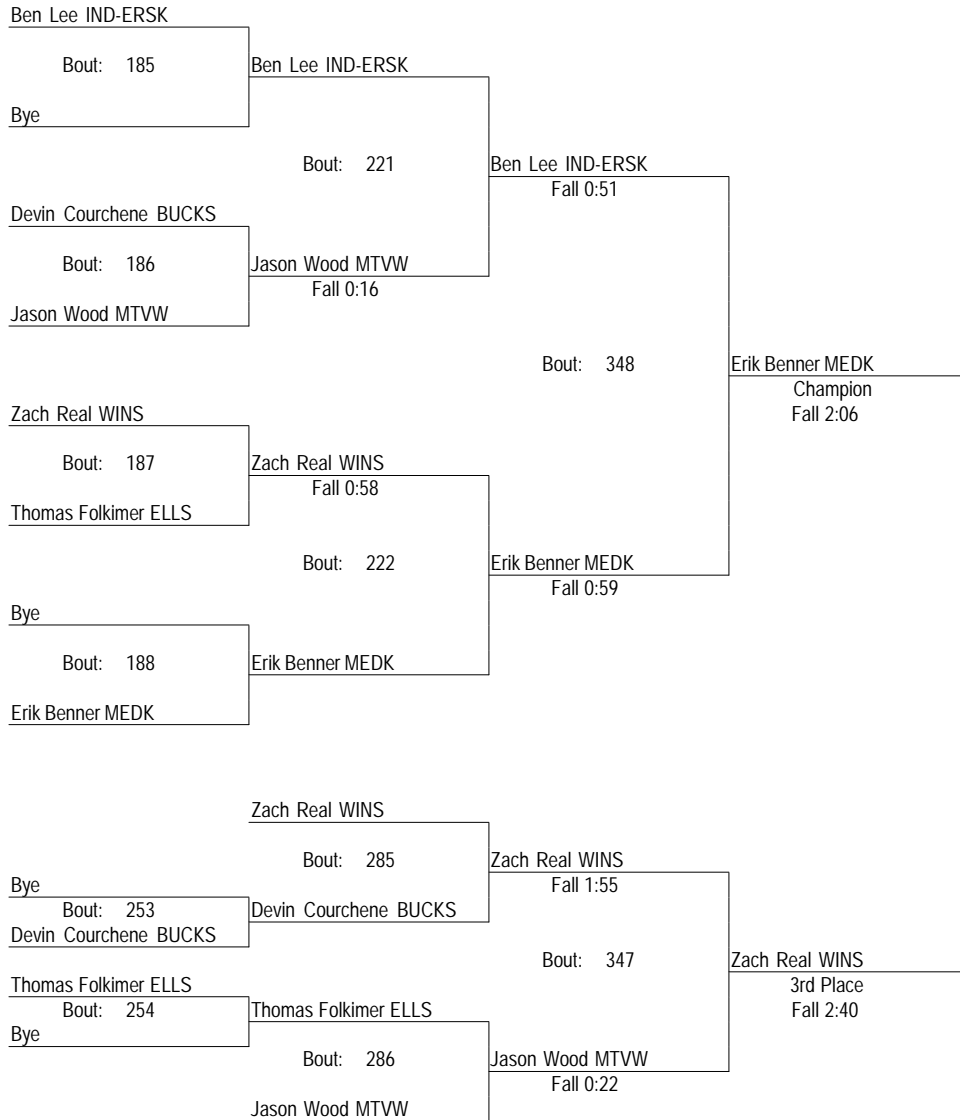 Ben Lee IND-ERSK
Bout: 185
Ben Lee IND-ERSK
Bye
Bout: 221
Ben Lee IND-ERSK
Fall 0:51
Devin Courchene BUCKS
Bout: 186
Jason Wood MTVW
Fall 0:16
Jason Wood MTVW
Bout: 348
Erik Benner MEDK
Champion
Fall 2:06
Zach Real WINS
Bout: 187
Zach Real WINS
Fall 0:58
Thomas Folkimer ELLS
Bout: 222
Erik Benner MEDK
Fall 0:59
Bye
Bout: 188
Erik Benner MEDK
Erik Benner MEDK
Zach Real WINS
Bout: 285
Zach Real WINS
Fall 1:55
Bye
Bout: 253
Devin Courchene BUCKS
Devin Courchene BUCKS
Bout: 347
Zach Real WINS
3rd Place
Fall 2:40
Thomas Folkimer ELLS
Bout: 254
Thomas Folkimer ELLS
Bye
Bout: 286
Jason Wood MTVW
Fall 0:22
Jason Wood MTVW